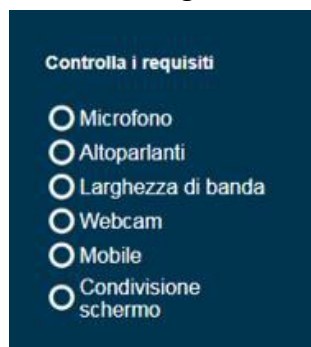 Controlla i requisiti
Microfono
Altoparlanti
Larghezza di banda
Webcam
Mobile
Condivisione
schermo